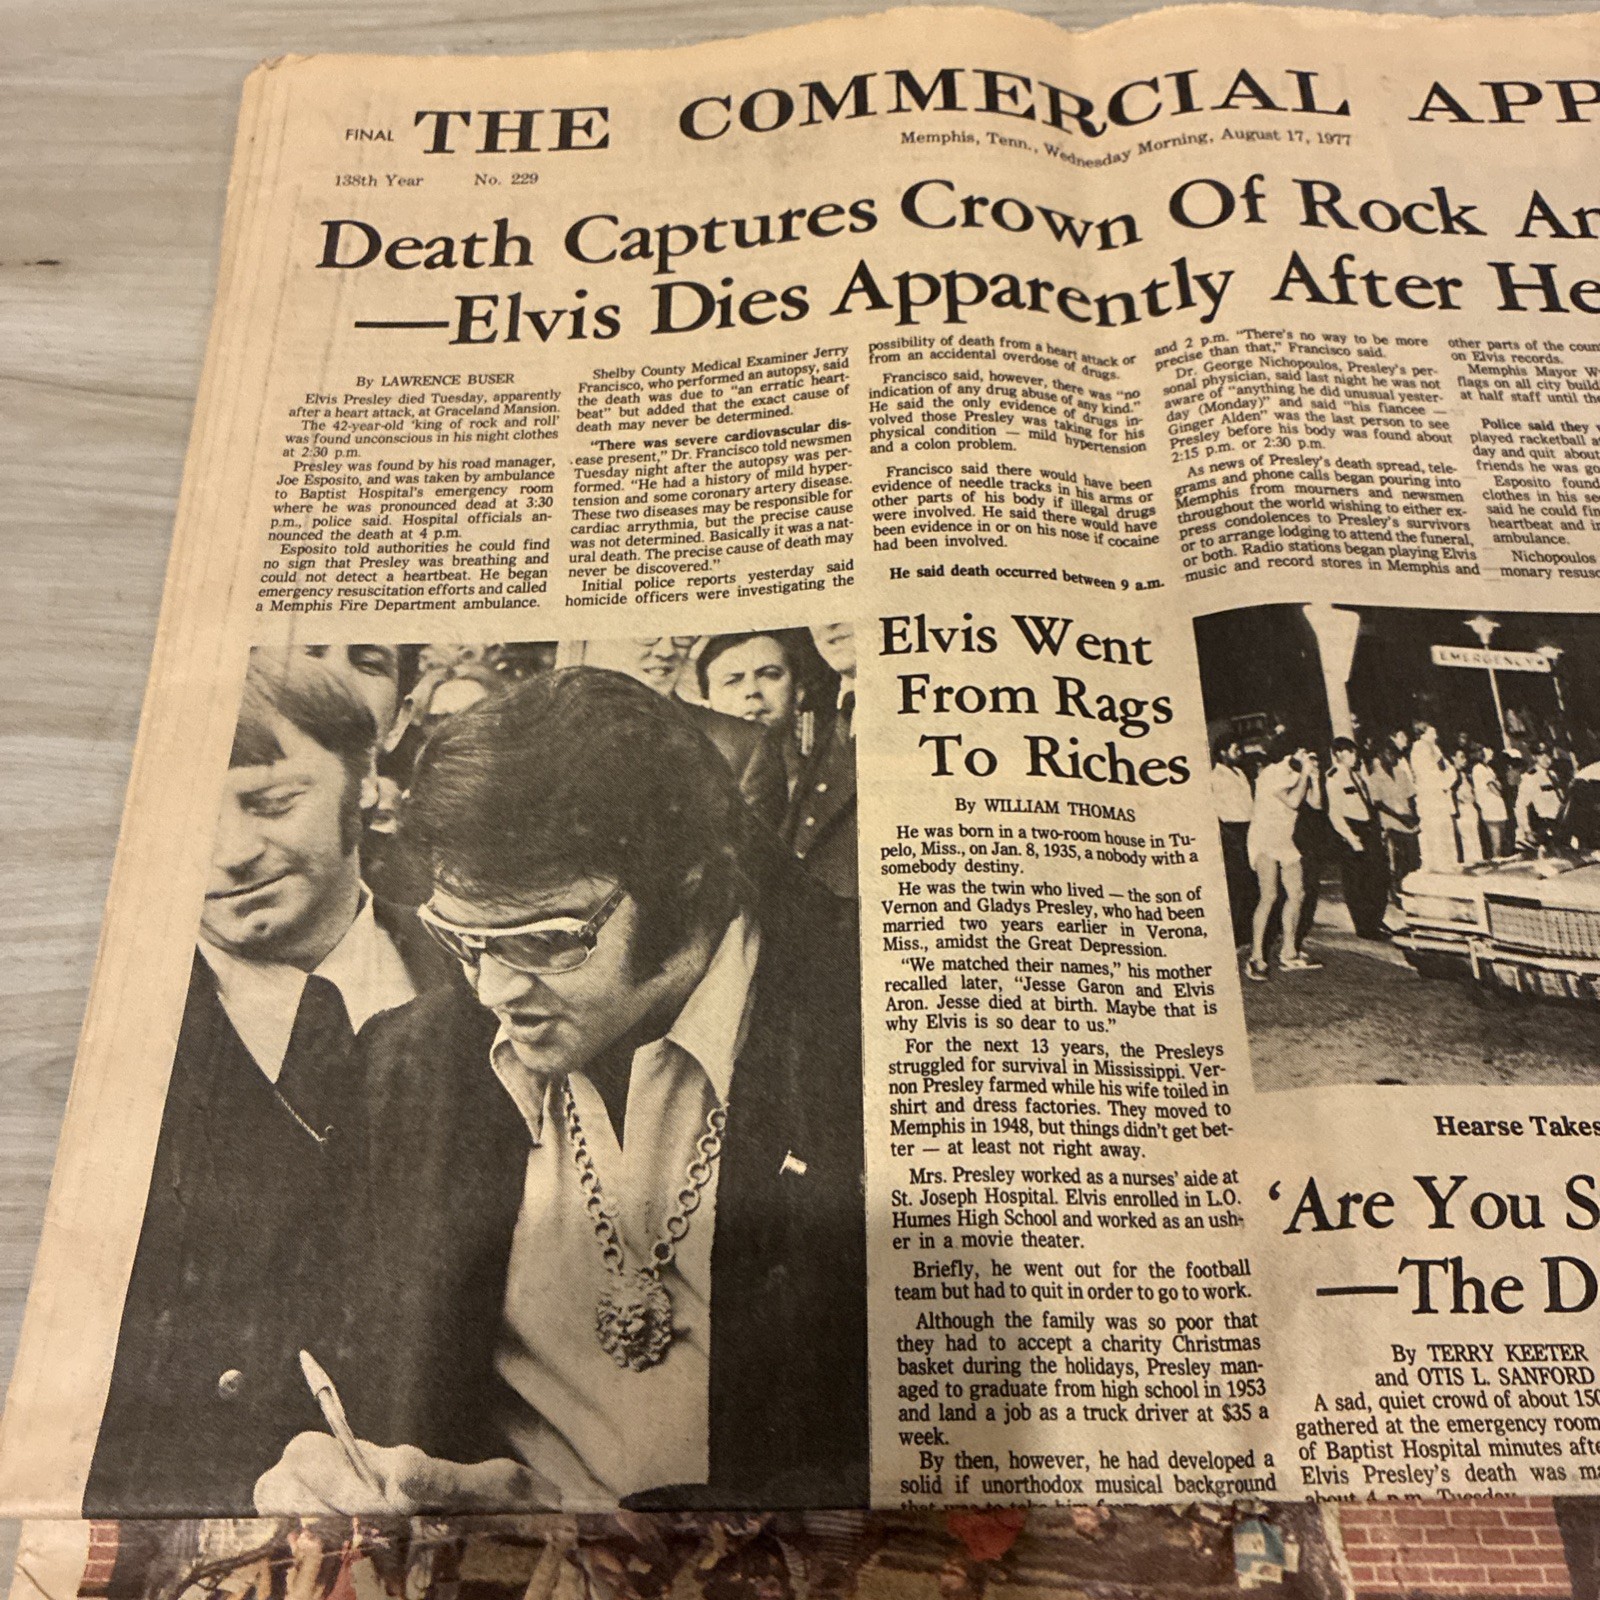 FINAL THE COMMERCIAL APP
Memphis, Tenn., Wednesday Morning, August 17, 1977
138th Year No. 229
Death Captures Crown Of Rock An
—Elvis Dies Apparently After He
By LAWRENCE BUSER
Elvis Presley died Tuesday, apparently
after a heart attack, at Graceland Mansion.
The 42-year-old 'king of rock and roll'
was found unconscious in his night clothes
at 2:30 p.m.
Presley was found by his road manager,
Joe Esposito, and was taken by ambulance
to Baptist Hospital's emergency room
where he was pronounced dead at 3:30
p.m., police said. Hospital officials an-
nounced the death at 4 p.m.
Esposito told authorities he could find
no sign that Presley was breathing and
could not detect a heartbeat. He began
emergency resuscitation efforts and called
a Memphis Fire Department ambulance.
Shelby County Medical Examiner Jerry
Francisco, who performed an autopsy, said
the death was due to "an erratic heart-
beat" but added that the exact cause of
death may never be determined.
"There was severe cardiovascular dis-
ease present," Dr. Francisco told newsmen
Tuesday night after the autopsy was per-
formed. "He had a history of mild hyper-
tension and some coronary artery disease.
These two diseases may be responsible for
cardiac arrythmia, but the precise cause
was not determined. Basically it was a nat-
ural death. The precise cause of death may
never be discovered."
Initial police reports yesterday said
homicide officers were investigating the
possibility of death from a heart attack or
from an accidental overdose of drugs.
Francisco said, however, there was "no
indication of any drug abuse of any kind."
He said the only evidence of drugs in-
volved those Presley was taking for his
physical condition — mild hypertension
and a colon problem.
Francisco said there would have been
evidence of needle tracks in his arms or
other parts of his body if illegal drugs
were involved. He said there would have
been evidence in or on his nose if cocaine
had been involved.
He said death occurred between 9 a.m.
and 2 p.m. "There's no way to be more
precise than that," Francisco said.
Dr. George Nichopoulos, Presley's per-
sonal physician, said last night he was not
aware of "anything he did unusual yester-
day (Monday)" and said "his fiancee —
Ginger Alden" was the last person to see
Presley before his body was found about
2:15 p.m. or 2:30 p.m.
As news of Presley's death spread, tele-
grams and phone calls began pouring into
Memphis from mourners and newsmen
throughout the world wishing to either ex-
press condolences to Presley's survivors
or to arrange lodging to attend the funeral,
or both. Radio stations began playing Elvis
music and record stores in Memphis and
other parts of the coun
on Elvis records.
Memphis Mayor W
flags on all city build
at half staff until the
Police said they
played racketball a
day and quit about
friends he was go
Esposito found
clothes in his se
said he could fin
heartbeat and in
ambulance.
Nichopoulos
monary resusc
EMERGENCY
Elvis Went
From Rags
To Riches
By WILLIAM THOMAS
He was born in a two-room house in Tu-
pelo, Miss., on Jan. 8, 1935, a nobody with a
somebody destiny.
He was the twin who lived — the son of
Vernon and Gladys Presley, who had been
married two years earlier in Verona,
Miss., amidst the Great Depression.
"We matched their names," his mother
recalled later, "Jesse Garon and Elvis
Aron. Jesse died at birth. Maybe that is
why Elvis is so dear to us."
For the next 13 years, the Presleys
struggled for survival in Mississippi. Ver-
non Presley farmed while his wife toiled in
shirt and dress factories. They moved to
Memphis in 1948, but things didn't get bet-
ter — at least not right away.
Mrs. Presley worked as a nurses' aide at
St. Joseph Hospital. Elvis enrolled in L.O.
Humes High School and worked as an ush-
er in a movie theater.
Briefly, he went out for the football
team but had to quit in order to go to work.
Although the family was so poor that
they had to accept a charity Christmas
basket during the holidays, Presley man-
aged to graduate from high school in 1953
and land a job as a truck driver at $35 a
week.
By then, however, he had developed a
solid if unorthodox musical background
that was to take him from
Hearse Takes
'Are You S
—The D
By TERRY KEETER
and OTIS L. SANFORD
A sad, quiet crowd of about 150
gathered at the emergency room
of Baptist Hospital minutes afte
Elvis Presley's death was ma
about 4 p.m. Tuesday